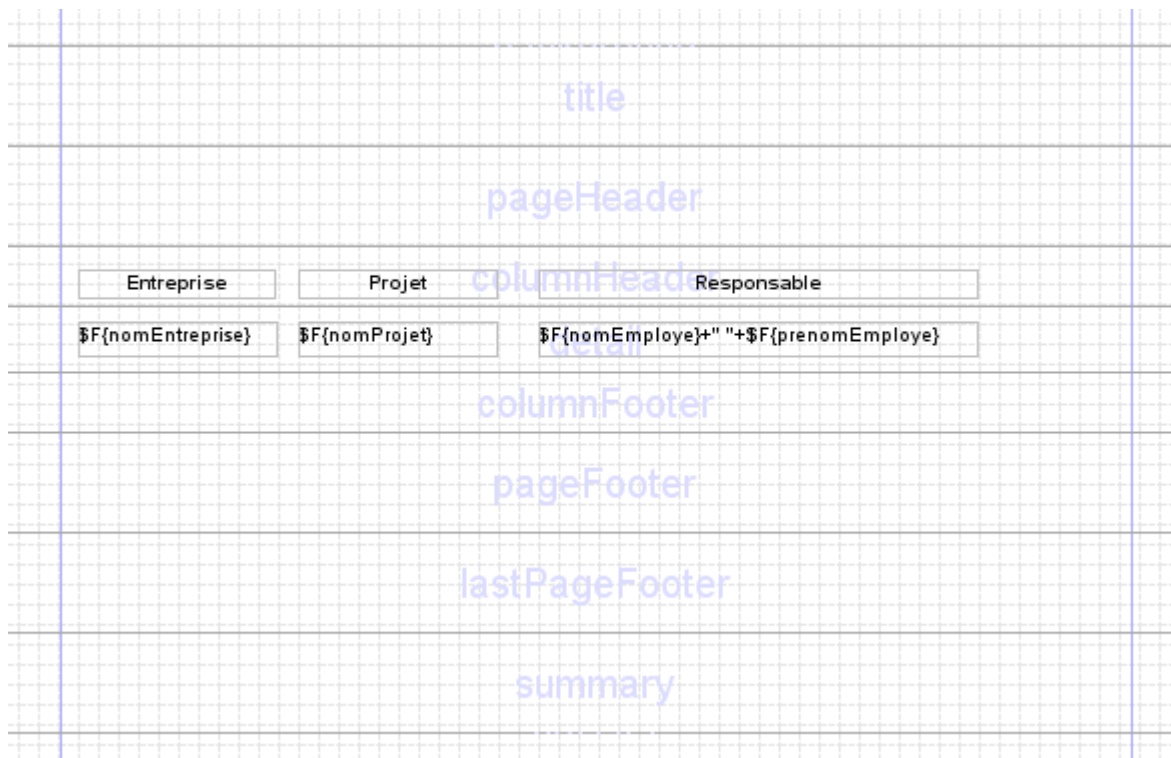 title
pageHeader
columnHeader
Entreprise Projet Responsable
detail
$F{nomEntreprise} $F{nomProjet} $F{nomEmploye}+" "+$F{prenomEmploye}
columnFooter
pageFooter
lastPageFooter
summary